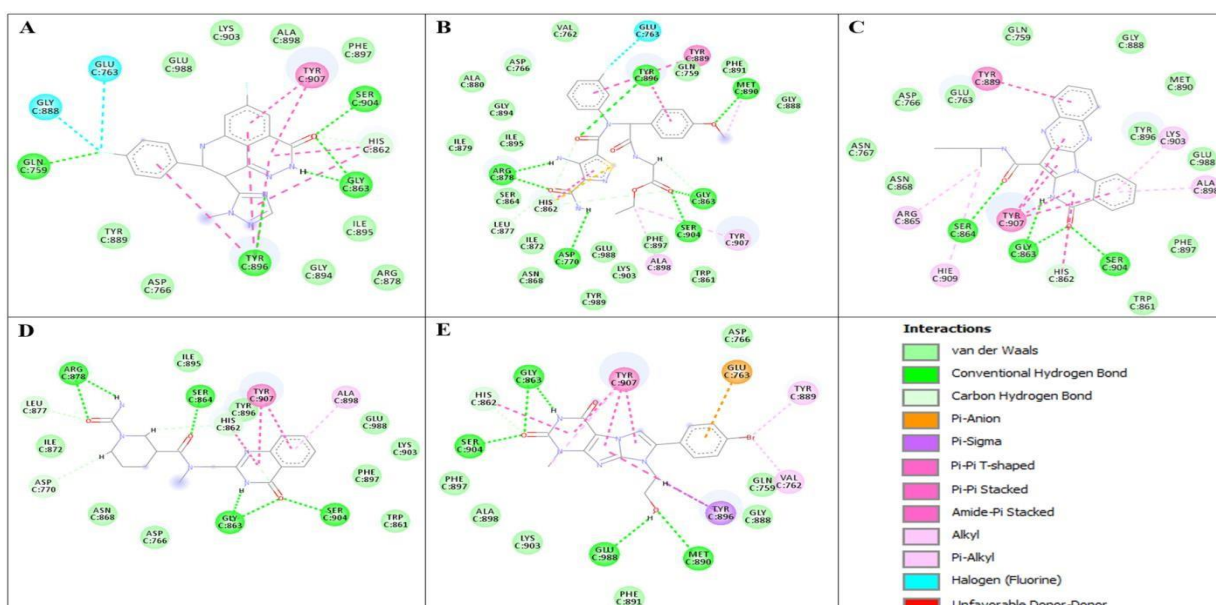 A
LYS
C:903
ALA
C:898
PHE
C:897
GLU
C:763
GLU
C:988
TYR
C:907
SER
C:904
GLY
C:888
HIS
C:862
GLN
C:759
GLY
C:863
H
TYR
C:889
TYR
C:896
ILE
C:895
ASP
C:766
GLY
C:894
ARG
C:878
B
VAL
C:762
GLU
C:763
ASP
C:766
TYR
C:889
GLN
C:759
PHE
C:891
ALA
C:880
TYR
C:896
MET
C:890
GLY
C:894
GLY
C:888
ILE
C:879
ILE
C:895
ARG
C:878
SER
C:864
HIS
C:862
GLY
C:863
LEU
C:877
ILE
C:872
SER
C:904
TYR
C:907
ASP
C:770
GLU
C:988
PHE
C:897
ALA
C:898
ASN
C:868
LYS
C:903
TRP
C:861
TYR
C:989
C
GLN
C:759
GLY
C:888
TYR
C:889
MET
C:890
ASP
C:766
GLU
C:763
TYR
C:896
LYS
C:903
ASN
C:767
GLU
C:988
ASN
C:868
ALA
C:898
ARG
C:865
SER
C:864
TYR
C:907
GLY
C:863
PHE
C:897
HIE
C:909
HIS
C:862
SER
C:904
TRP
C:861
D
ARG
C:878
ILE
C:895
SER
C:864
TYR
C:907
ALA
C:898
LEU
C:877
TYR
C:896
HIS
C:862
GLU
C:988
ILE
C:872
LYS
C:903
ASP
C:770
PHE
C:897
ASN
C:868
GLY
C:863
SER
C:904
TRP
C:861
ASP
C:766
E
ASP
C:766
GLY
C:863
TYR
C:907
GLU
C:763
HIS
C:862
TYR
C:889
SER
C:904
Br
PHE
C:897
GLN
C:759
VAL
C:762
ALA
C:898
TYR
C:896
GLY
C:888
LYS
C:903
GLU
C:988
MET
C:890
PHE
C:891
Interactions
van der Waals
Conventional Hydrogen Bond
Carbon Hydrogen Bond
Pi-Anion
Pi-Sigma
Pi-Pi T-shaped
Pi-Pi Stacked
Amide-Pi Stacked
Alkyl
Pi-Alkyl
Halogen (Fluorine)
Unfavorable Donor-Donor